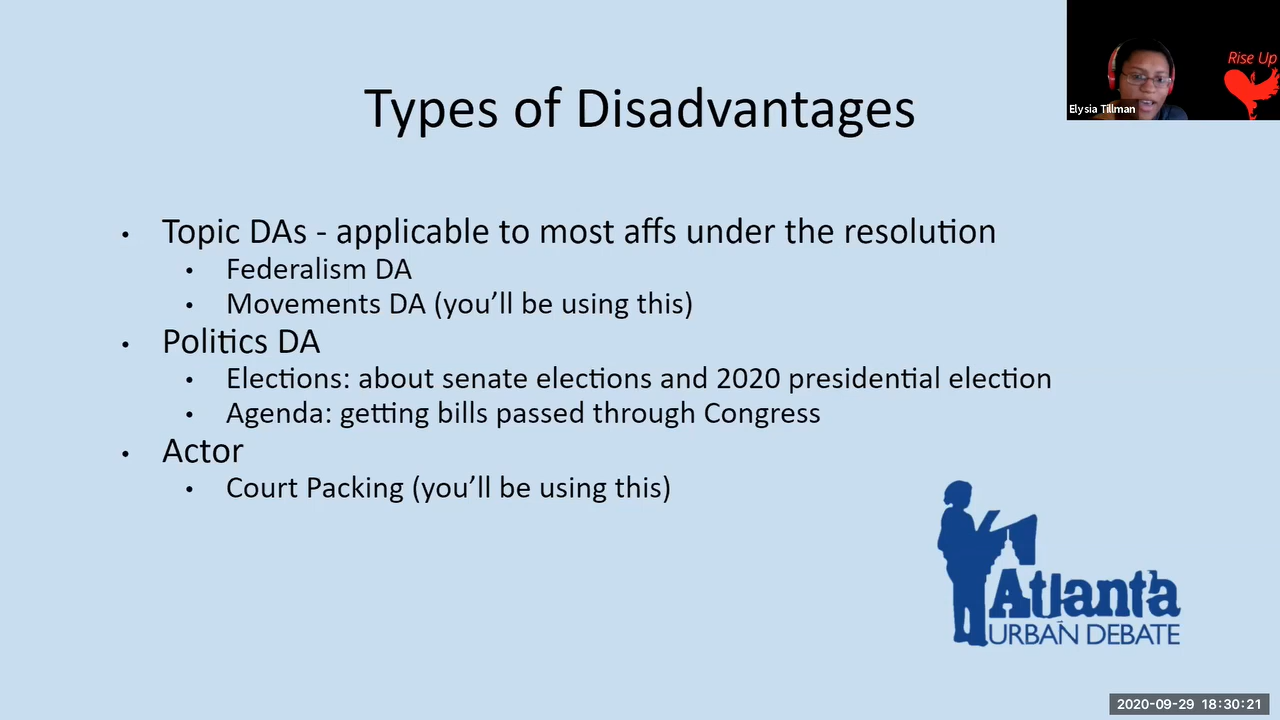 Rise Up
Elysia Tillman
Types of Disadvantages
• Topic DAs - applicable to most affs under the resolution
• Federalism DA
• Movements DA (you’ll be using this)
• Politics DA
• Elections: about senate elections and 2020 presidential election
• Agenda: getting bills passed through Congress
• Actor
• Court Packing (you’ll be using this)
Atlanta
URBAN DEBATE
2020-09-29 18:30:21